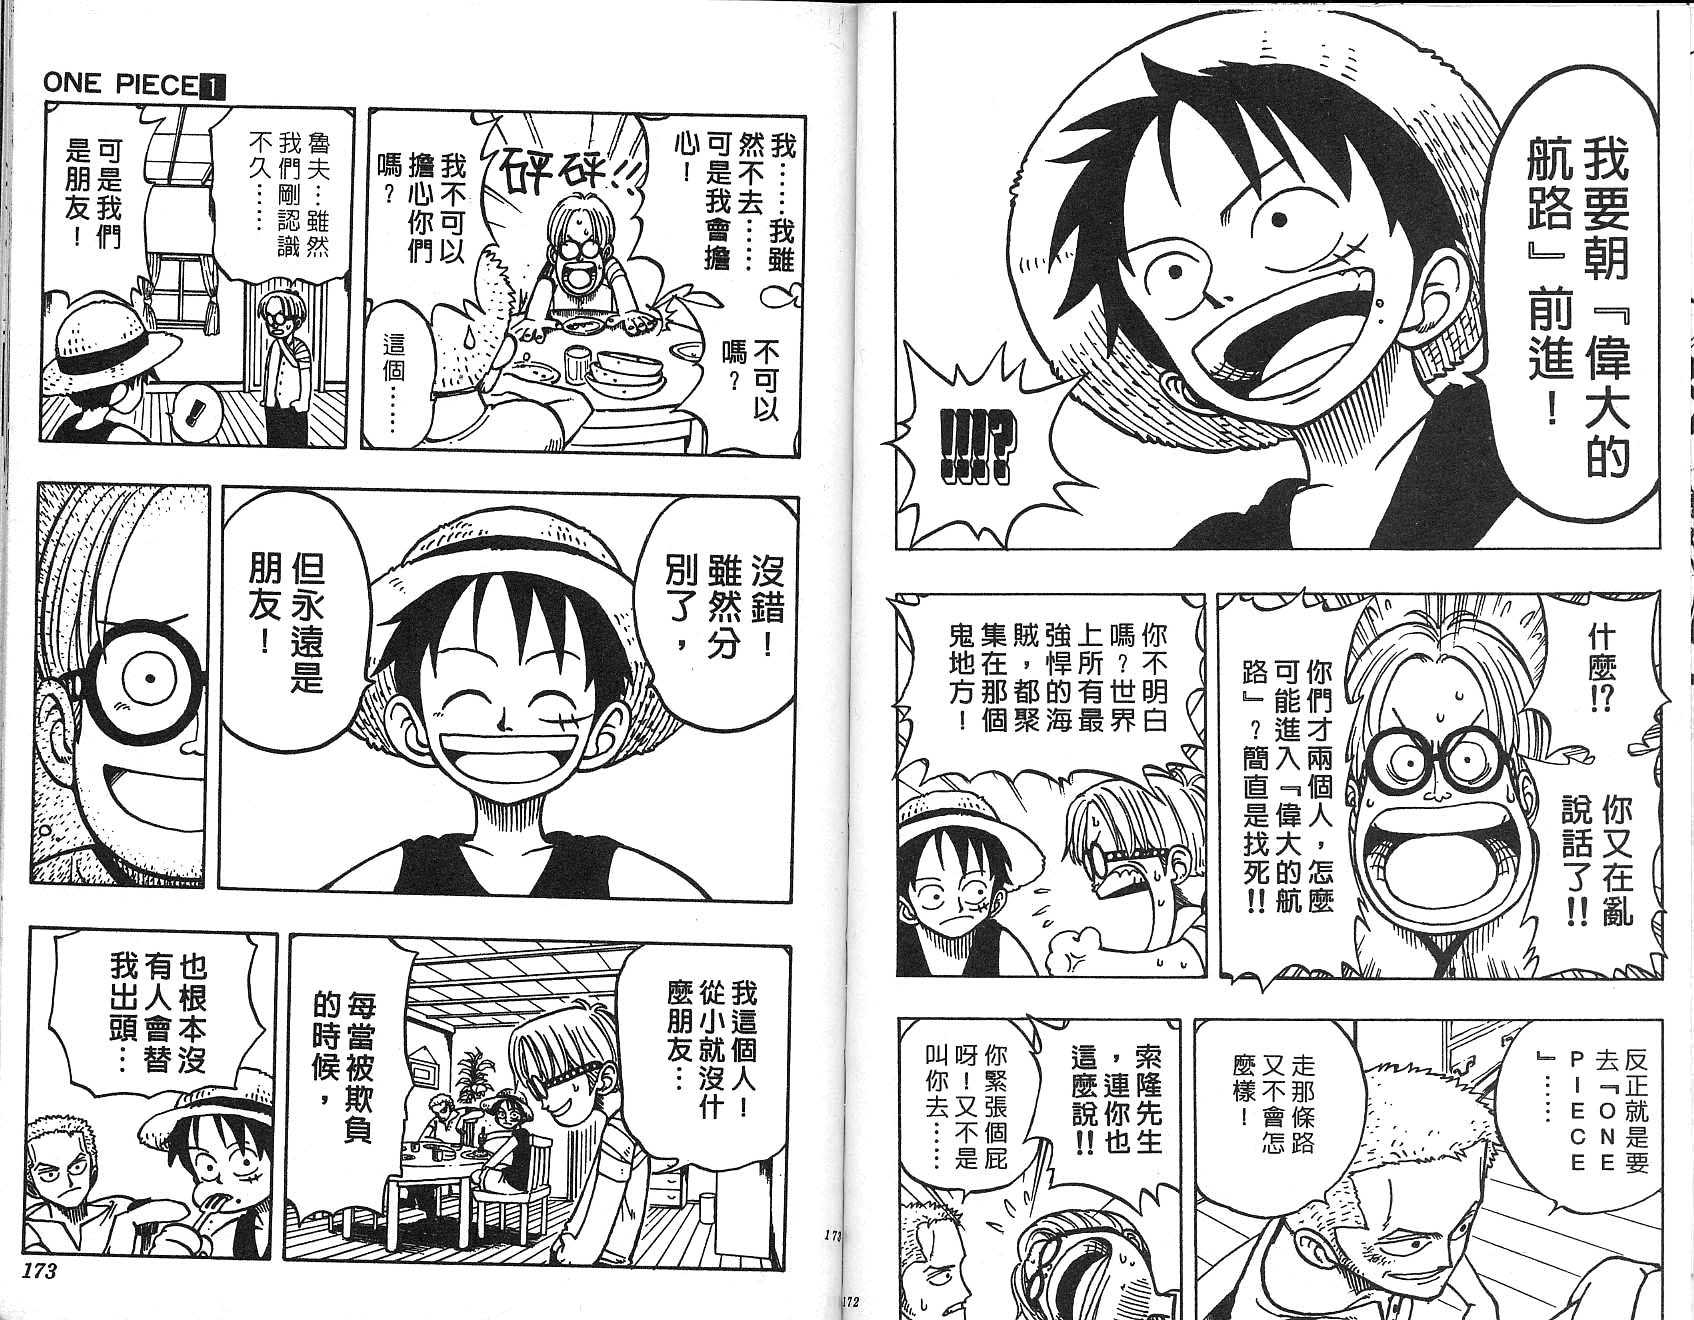 我要朝『偉大的
航路』前進！
!!!!?
什麼!?
你又在亂
說話了!!
你們才兩個人，怎麼
可能進入『偉大的航
路』？簡直是找死!!
你不明白
嗎？世界
上所有最
強悍的海
賊，都聚
集在那個
鬼地方！
反正就是要
去『ONE
PIECE
』……
走那條路
又不會怎
麼樣！
索隆先生
，連你也
這麼說!!
你緊張個屁
呀！又不是
叫你去……
172
ONE PIECE 1
我……我雖
然不去……
可是我會擔
心！
砰砰!!
不可以
嗎？
我不可以
擔心你們
嗎？
這個……
魯夫…雖然
我們剛認識
不久……
可是我們
是朋友！
!
沒錯！
雖然分
別了，
但永遠是
朋友！
我這個人！
從小就沒什
麼朋友…
每當被欺負
的時候，
也根本沒
有人會替
我出頭…
173
173